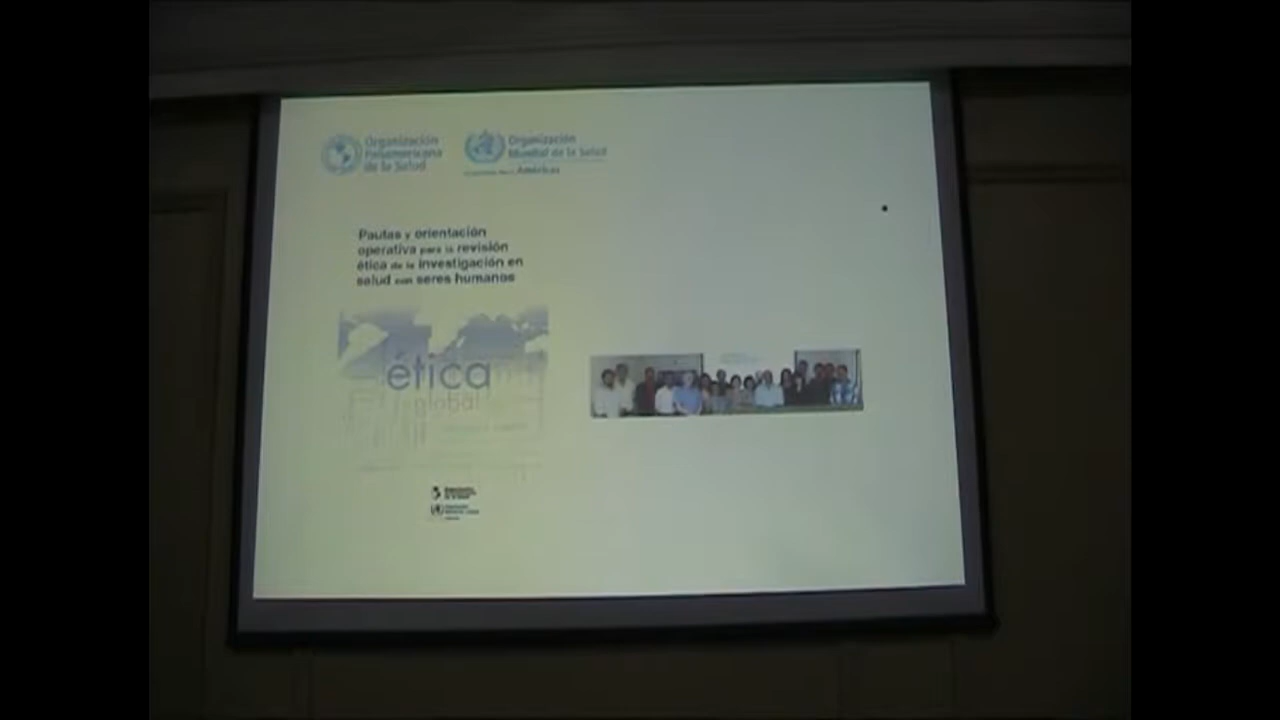 Organización
Panamericana
de la Salud
Organización
Mundial de la Salud
Américas
Pautas y orientación
operativa para la revisión
ética de la investigación en
salud con seres humanos
ética
global